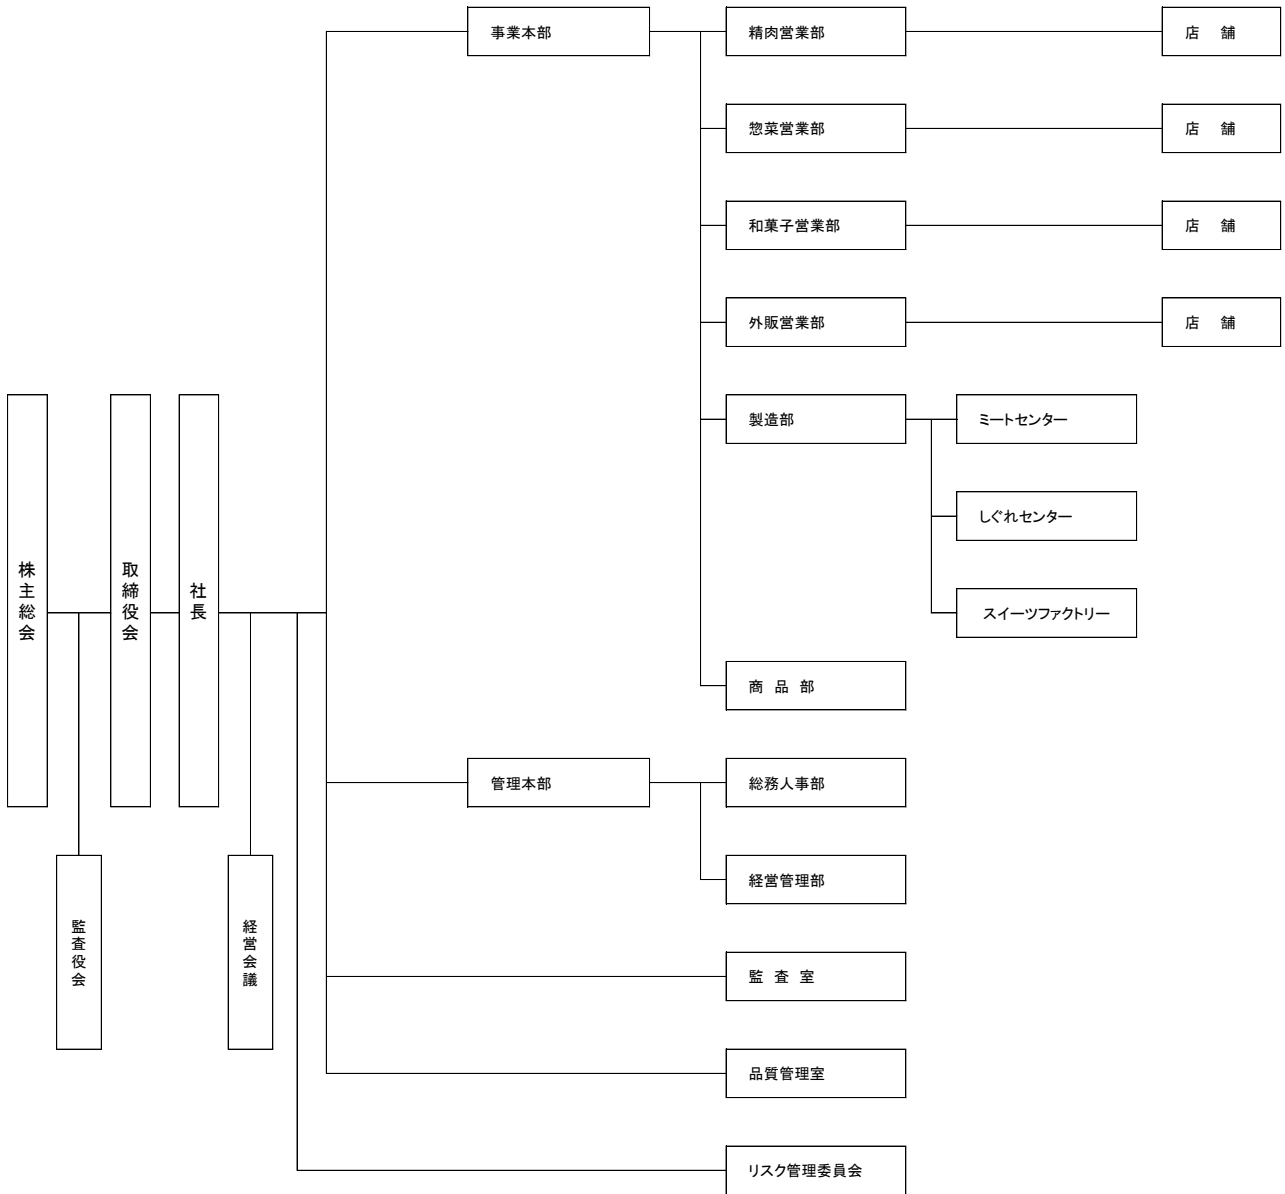 事業本部
精肉営業部
店 舗
惣菜営業部
店 舗
和菓子営業部
店 舗
外販営業部
店 舗
製造部
ミートセンター
しぐれセンター
スイーツファクトリー
商 品 部
株主総会
取締役会
社長
管理本部
総務人事部
経営管理部
監査役会
経営会議
監 査 室
品質管理室
リスク管理委員会